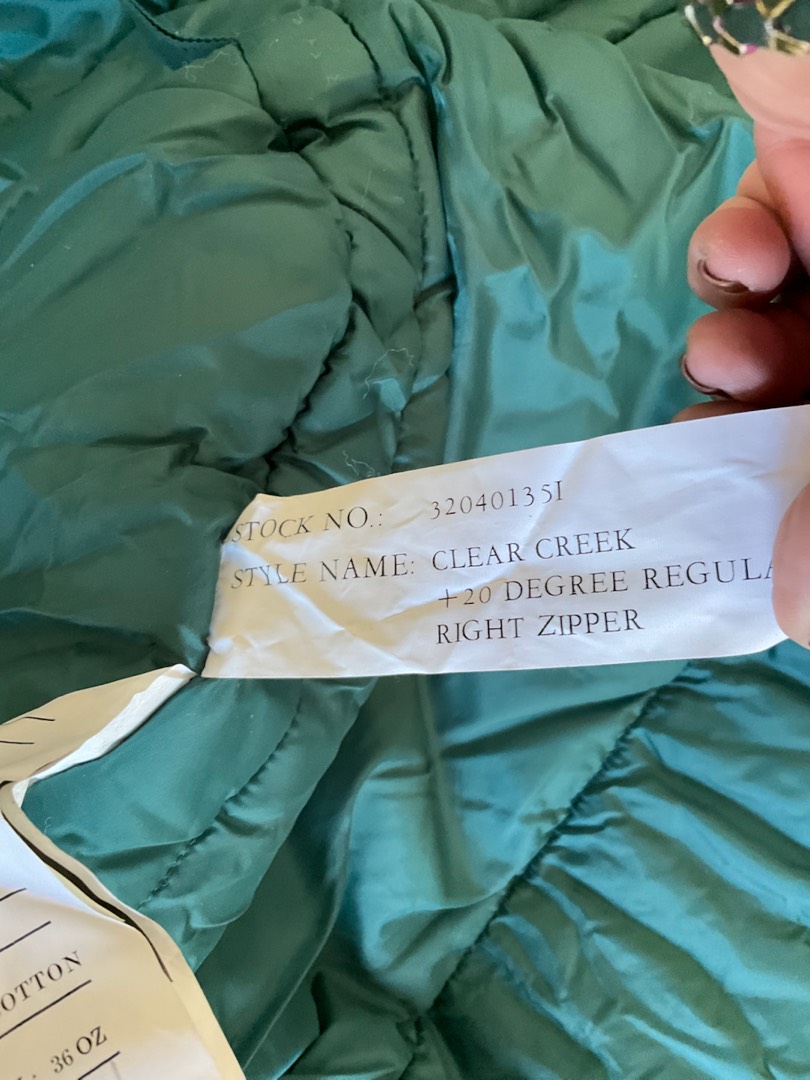 STOCK NO.: 32040135I
STYLE NAME: CLEAR CREEK
+20 DEGREE REGULA
RIGHT ZIPPER
OTTON
36 OZ